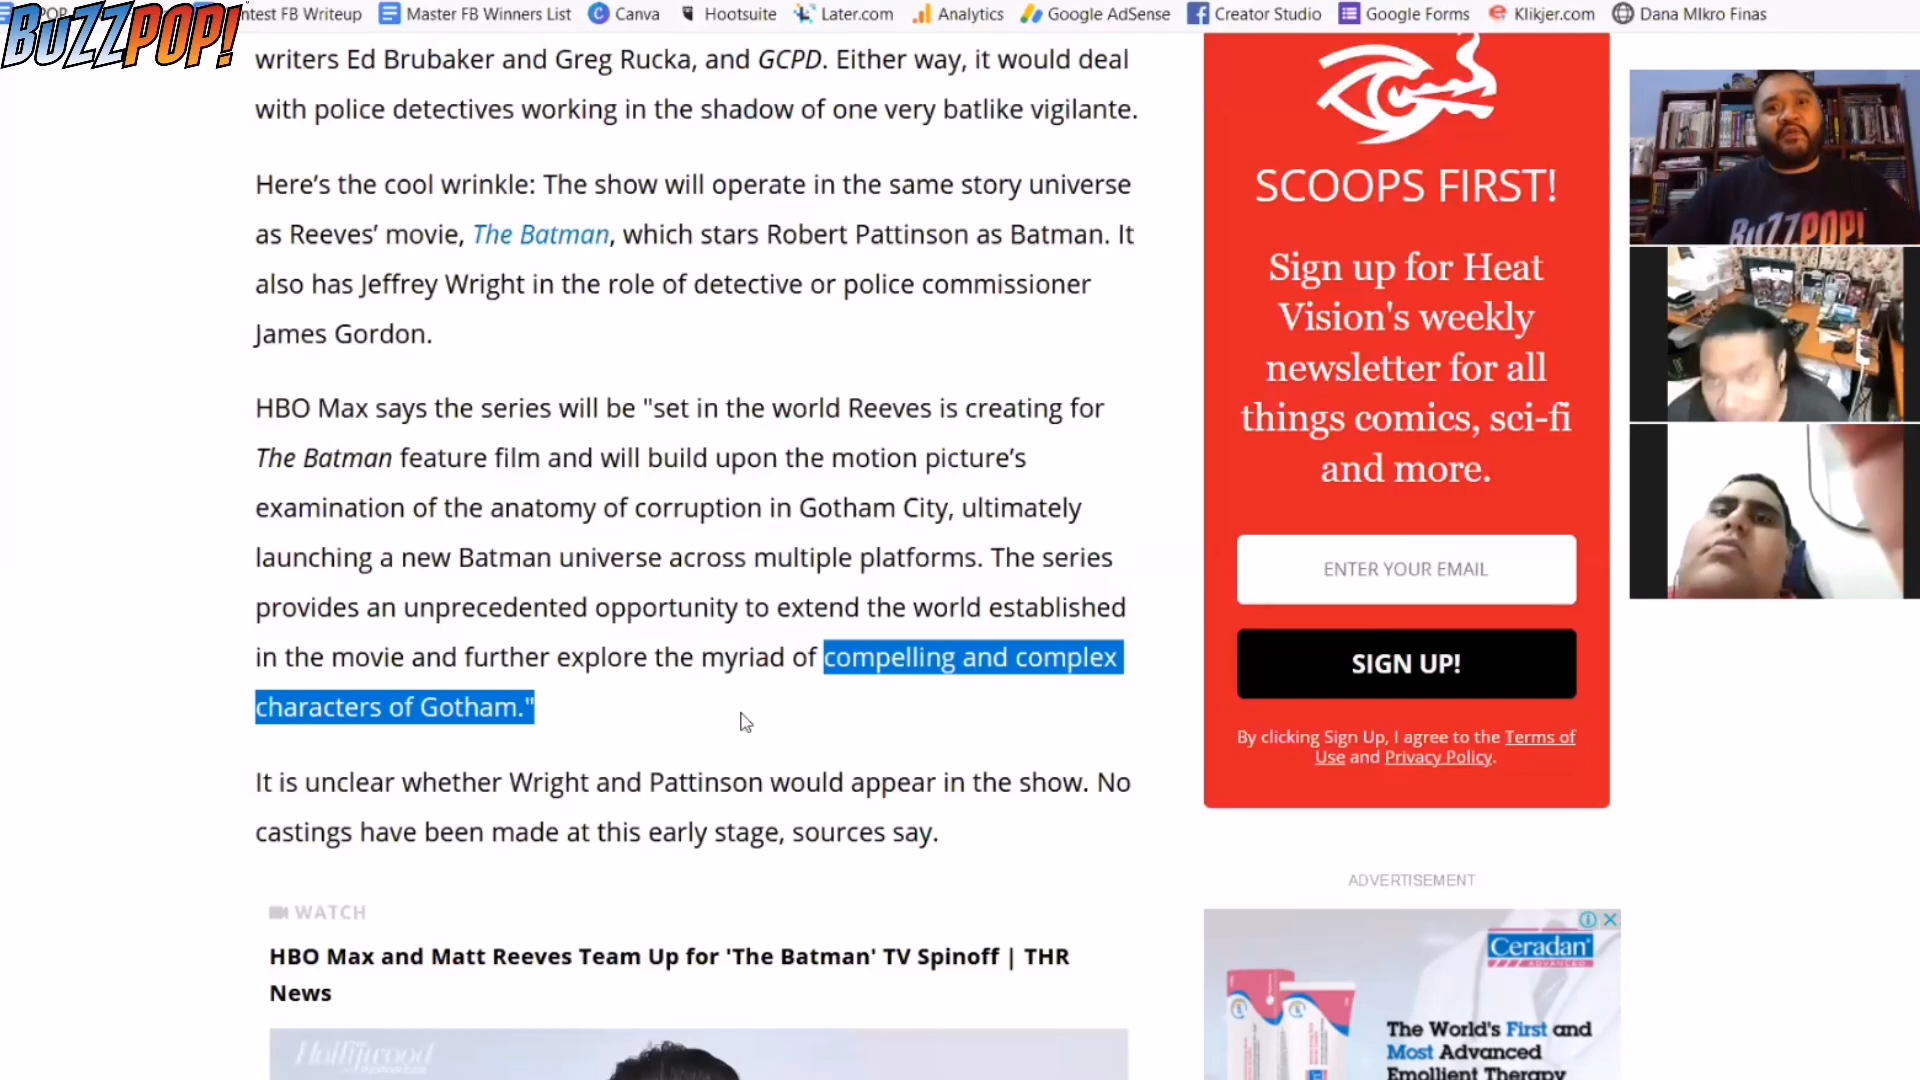 BUZZPOP!
ntest FB Writeup
Master FB Winners List
Canva
Hootsuite
Later.com
Analytics
Google AdSense
Creator Studio
Google Forms
Klikjer.com
Dana MIkro Finas
writers Ed Brubaker and Greg Rucka, and GCPD. Either way, it would deal
with police detectives working in the shadow of one very batlike vigilante.
Here’s the cool wrinkle: The show will operate in the same story universe
as Reeves’ movie, The Batman, which stars Robert Pattinson as Batman. It
also has Jeffrey Wright in the role of detective or police commissioner
James Gordon.
HBO Max says the series will be "set in the world Reeves is creating for
The Batman feature film and will build upon the motion picture’s
examination of the anatomy of corruption in Gotham City, ultimately
launching a new Batman universe across multiple platforms. The series
provides an unprecedented opportunity to extend the world established
in the movie and further explore the myriad of compelling and complex
characters of Gotham."
It is unclear whether Wright and Pattinson would appear in the show. No
castings have been made at this early stage, sources say.
WATCH
HBO Max and Matt Reeves Team Up for 'The Batman' TV Spinoff | THR
News
Hollywood
SCOOPS FIRST!
Sign up for Heat
Vision's weekly
newsletter for all
things comics, sci-fi
and more.
ENTER YOUR EMAIL
SIGN UP!
By clicking Sign Up, I agree to the Terms of
Use and Privacy Policy.
ADVERTISEMENT
Ceradan
ADVANCED
The World's First and
Most Advanced
Emollient Therapy
BUZZPOP!